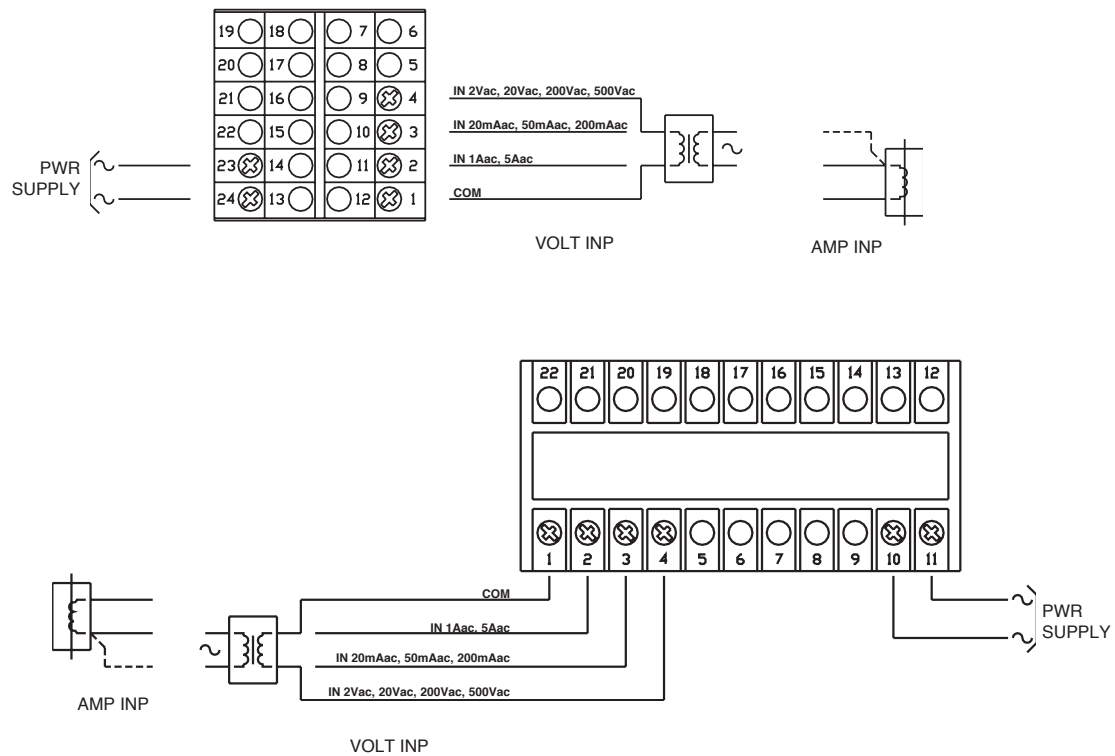 19 18 7 6
20 17 8 5
21 16 9 4
22 15 10 3
23 14 11 2
24 13 12 1
PWR
SUPPLY
IN 2Vac, 20Vac, 200Vac, 500Vac
IN 20mAac, 50mAac, 200mAac
IN 1Aac, 5Aac
COM
VOLT INP
AMP INP
22 21 20 19 18 17 16 15 14 13 12
1 2 3 4 5 6 7 8 9 10 11
COM
IN 1Aac, 5Aac
IN 20mAac, 50mAac, 200mAac
IN 2Vac, 20Vac, 200Vac, 500Vac
PWR
SUPPLY
AMP INP
VOLT INP